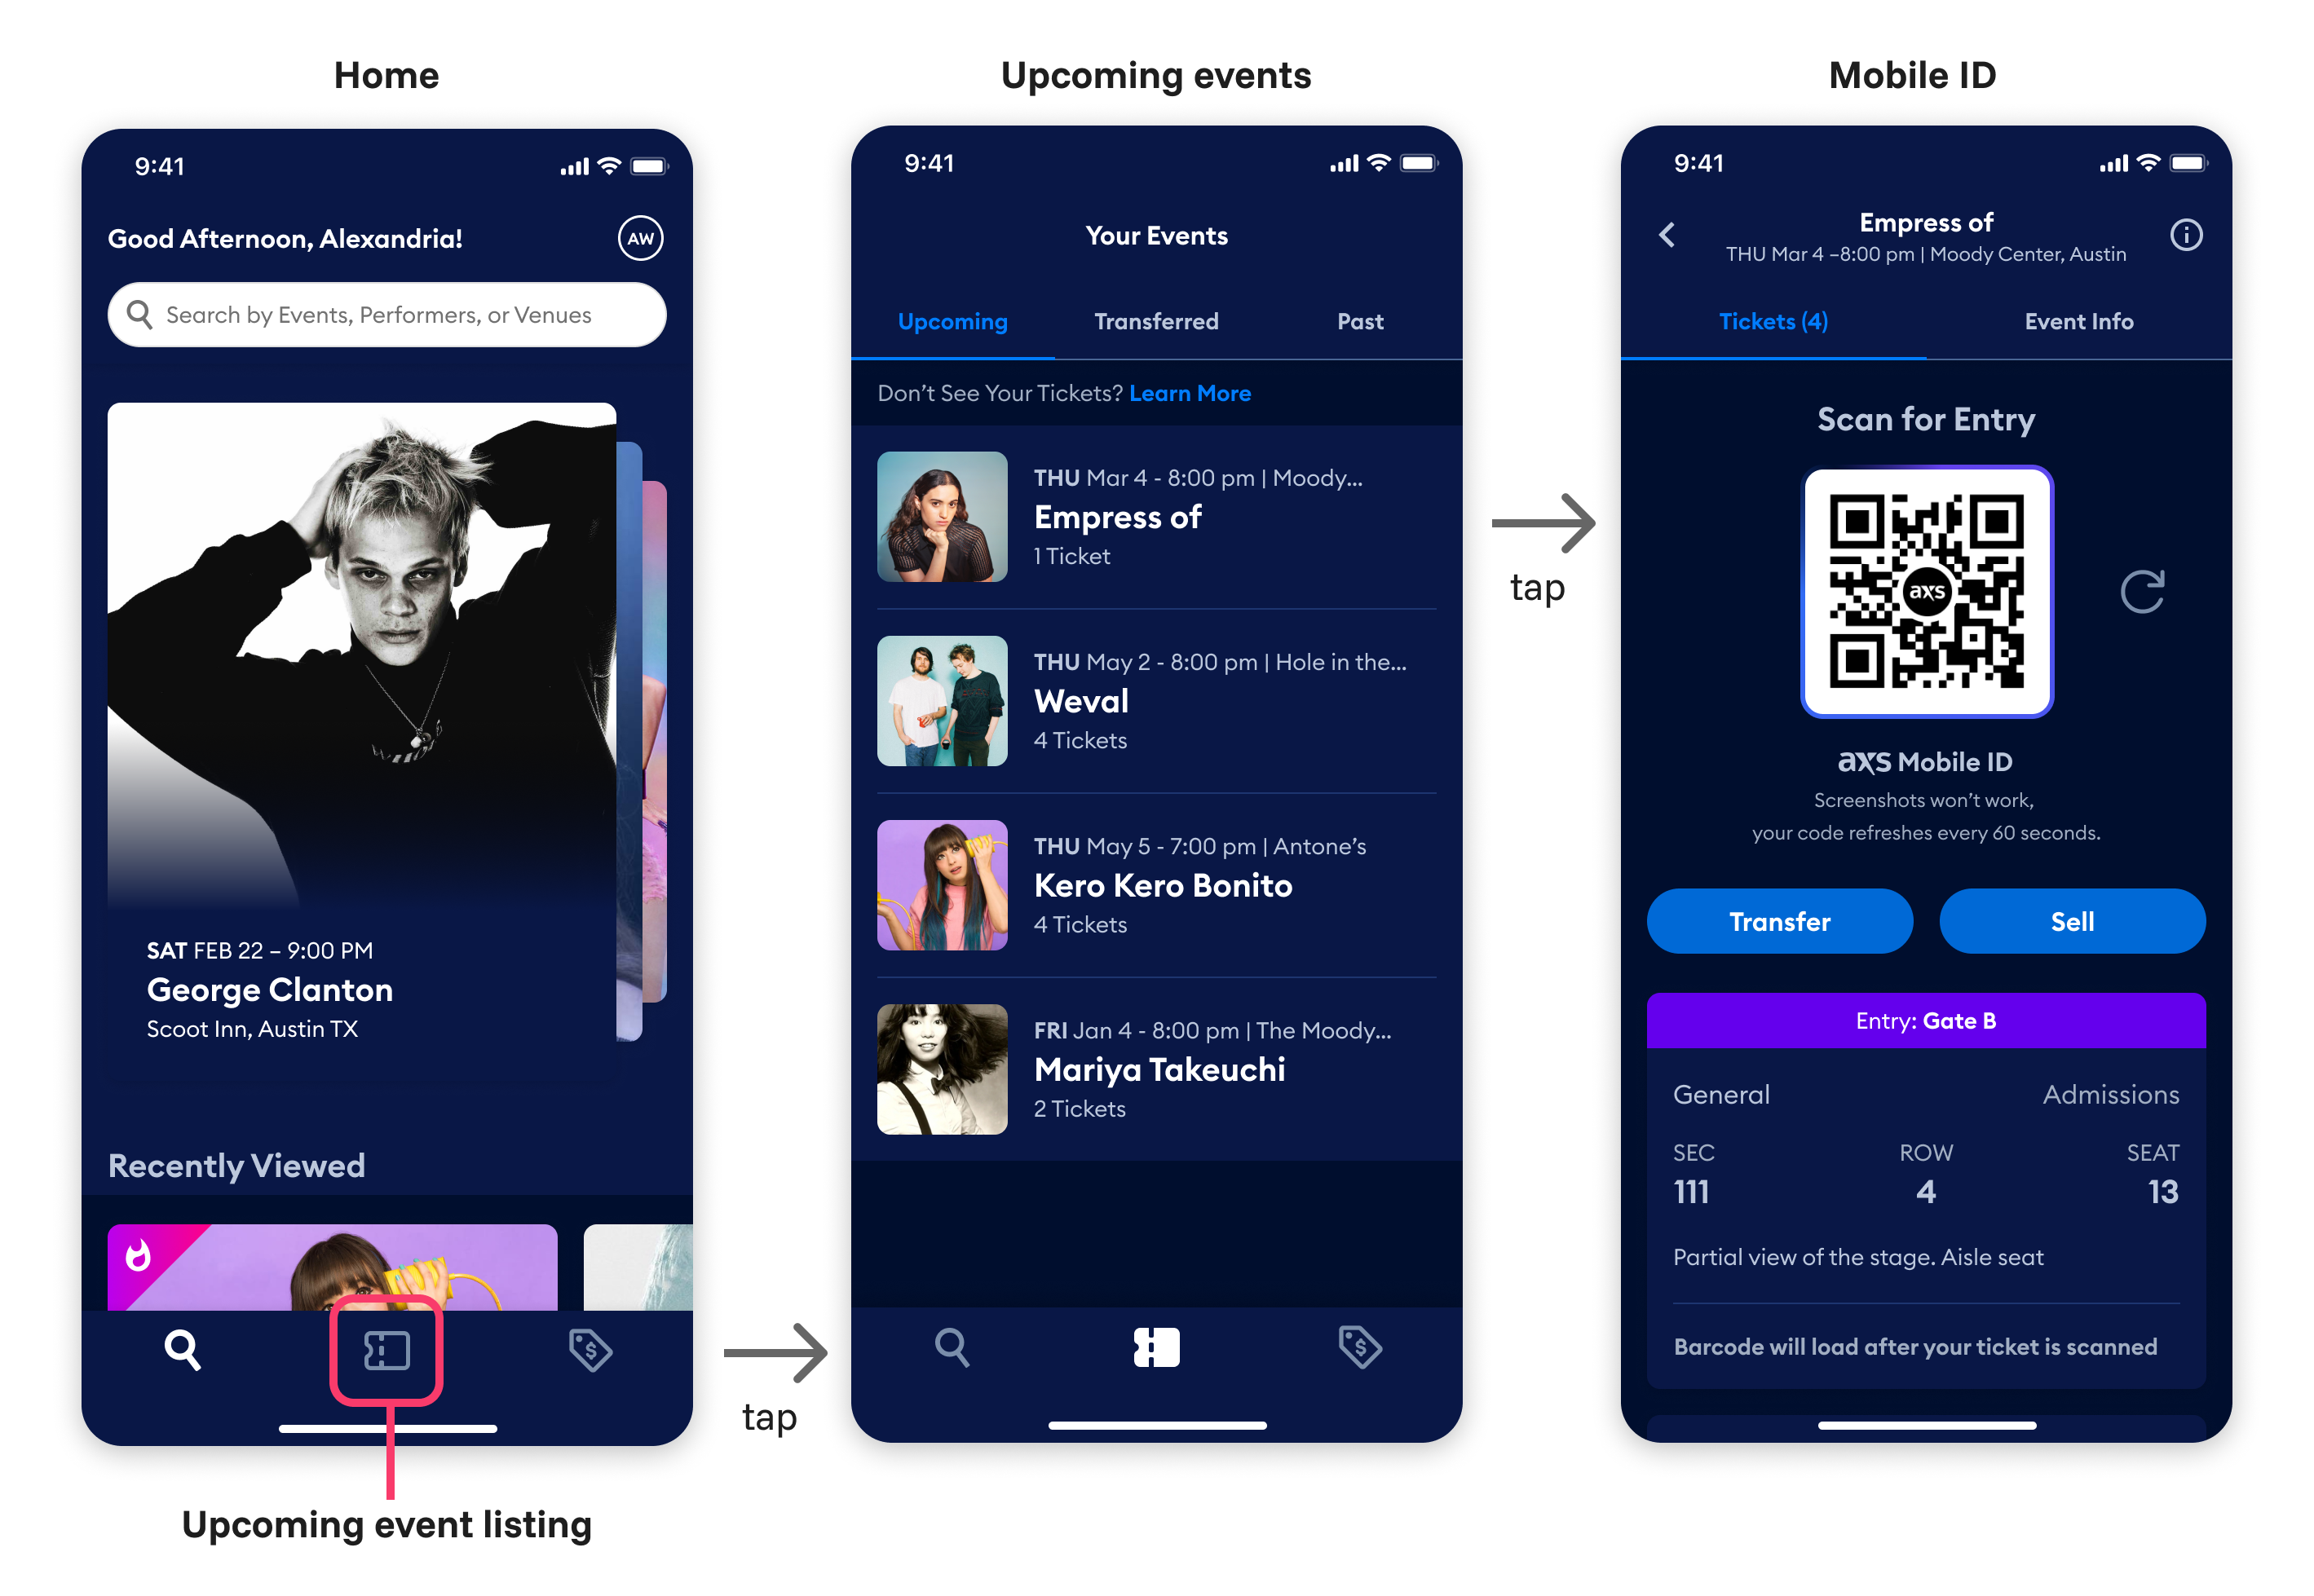 Home
9:41
Good Afternoon, Alexandria!
AW
Search by Events, Performers, or Venues
SAT FEB 22 – 9:00 PM
George Clanton
Scoot Inn, Austin TX
Recently Viewed
Upcoming event listing
tap
Upcoming events
9:41
Your Events
Upcoming
Transferred
Past
Don’t See Your Tickets? Learn More
THU Mar 4 - 8:00 pm | Moody...
Empress of
1 Ticket
THU May 2 - 8:00 pm | Hole in the...
Weval
4 Tickets
THU May 5 - 7:00 pm | Antone’s
Kero Kero Bonito
4 Tickets
FRI Jan 4 - 8:00 pm | The Moody...
Mariya Takeuchi
2 Tickets
tap
Mobile ID
9:41
Empress of
THU Mar 4 –8:00 pm | Moody Center, Austin
Tickets (4)
Event Info
Scan for Entry
axs
axs Mobile ID
Screenshots won’t work,
your code refreshes every 60 seconds.
Transfer
Sell
Entry: Gate B
General
Admissions
SEC
ROW
SEAT
111
4
13
Partial view of the stage. Aisle seat
Barcode will load after your ticket is scanned